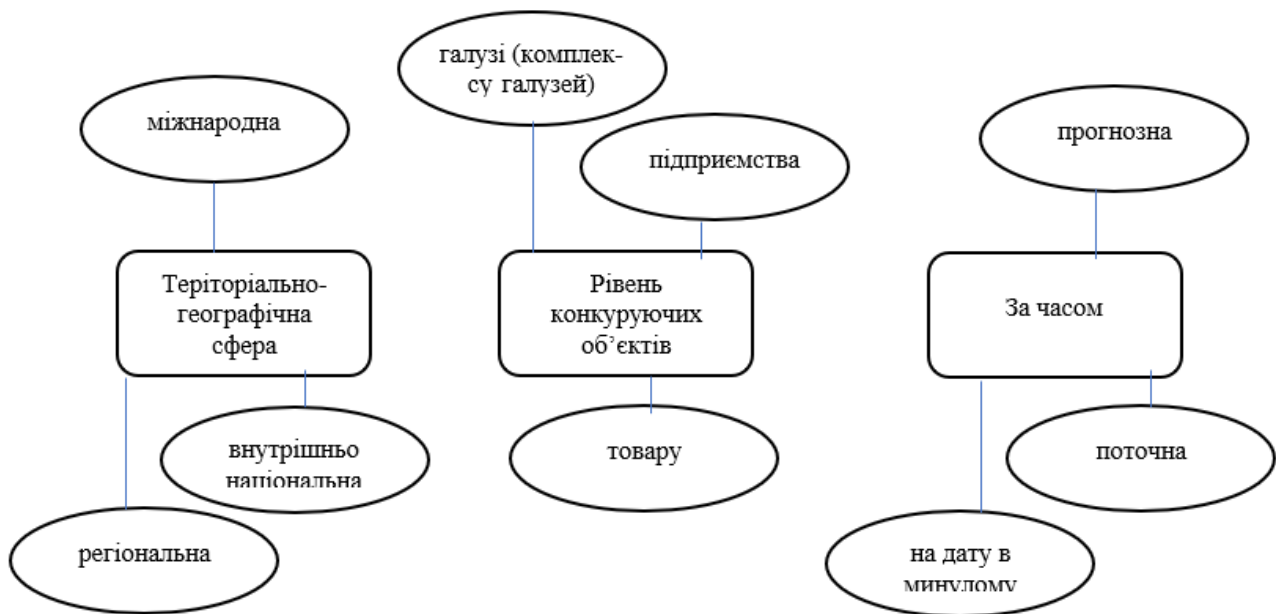 галузі (комплек-
су галузей)
міжнародна
підприємства
прогнозна
Теріторіально-
географічна
сфера
Рівень
конкуруючих
об’єктів
За часом
внутрішньо
національна
товару
поточна
регіональна
на дату в
минулому